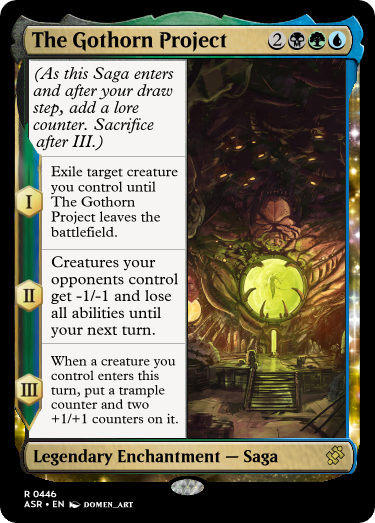 The Gothorn Project 2
(As this Saga enters
and after your draw
step, add a lore
counter. Sacrifice
after III.)
I
Exile target creature
you control until
The Gothorn
Project leaves the
battlefield.
II
Creatures your
opponents control
get -1/-1 and lose
all abilities until
your next turn.
III
When a creature you
control enters this
turn, put a trample
counter and two
+1/+1 counters on it.
Legendary Enchantment — Saga
R 0446
ASR • EN DOMEN_ART